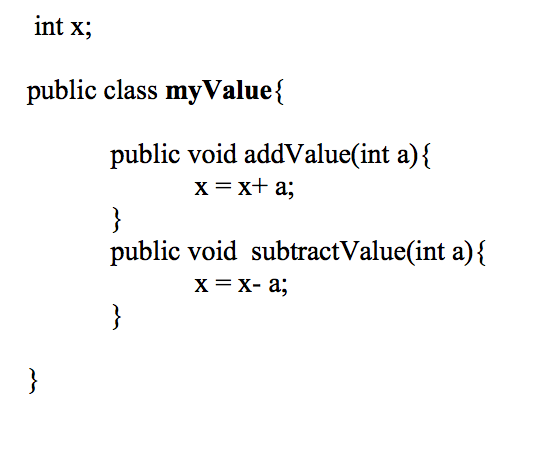 int x;
public class myValue{
public void addValue(int a){
x = x+ a;
}
public void  subtractValue(int a){
x = x- a;
}
}